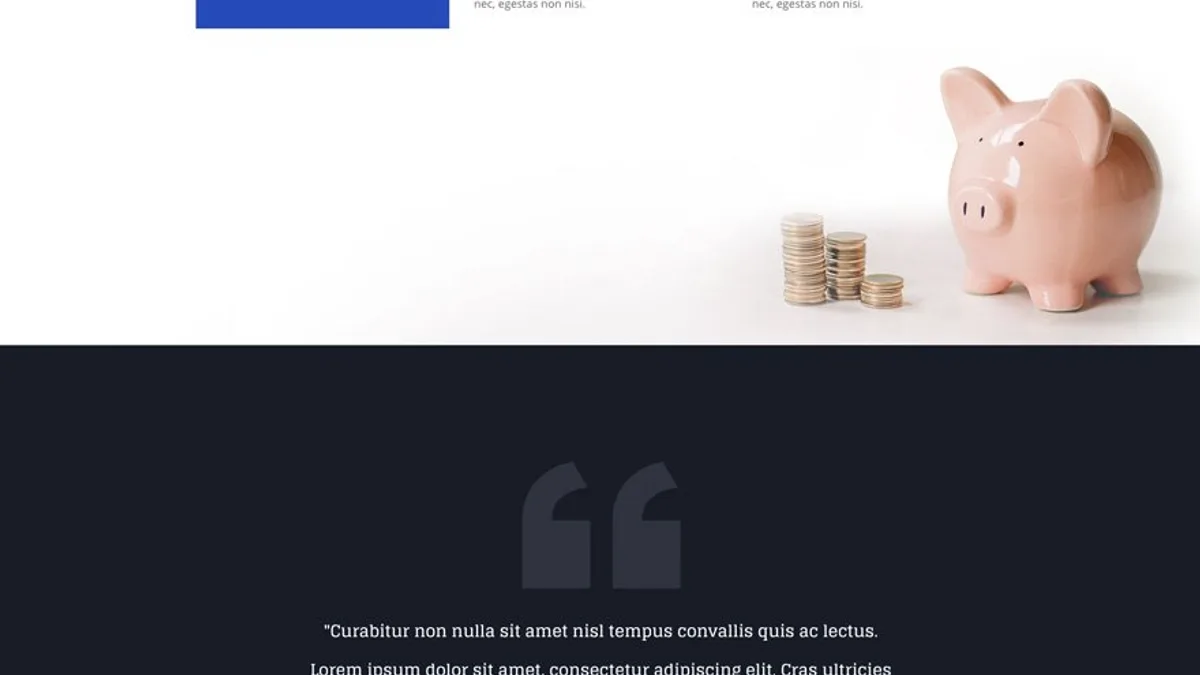 nec, egestas non nisi.
nec, egestas non nisi.
"Curabitur non nulla sit amet nisl tempus convallis quis ac lectus.
Lorem ipsum dolor sit amet, consectetur adipiscing elit. Cras ultricies